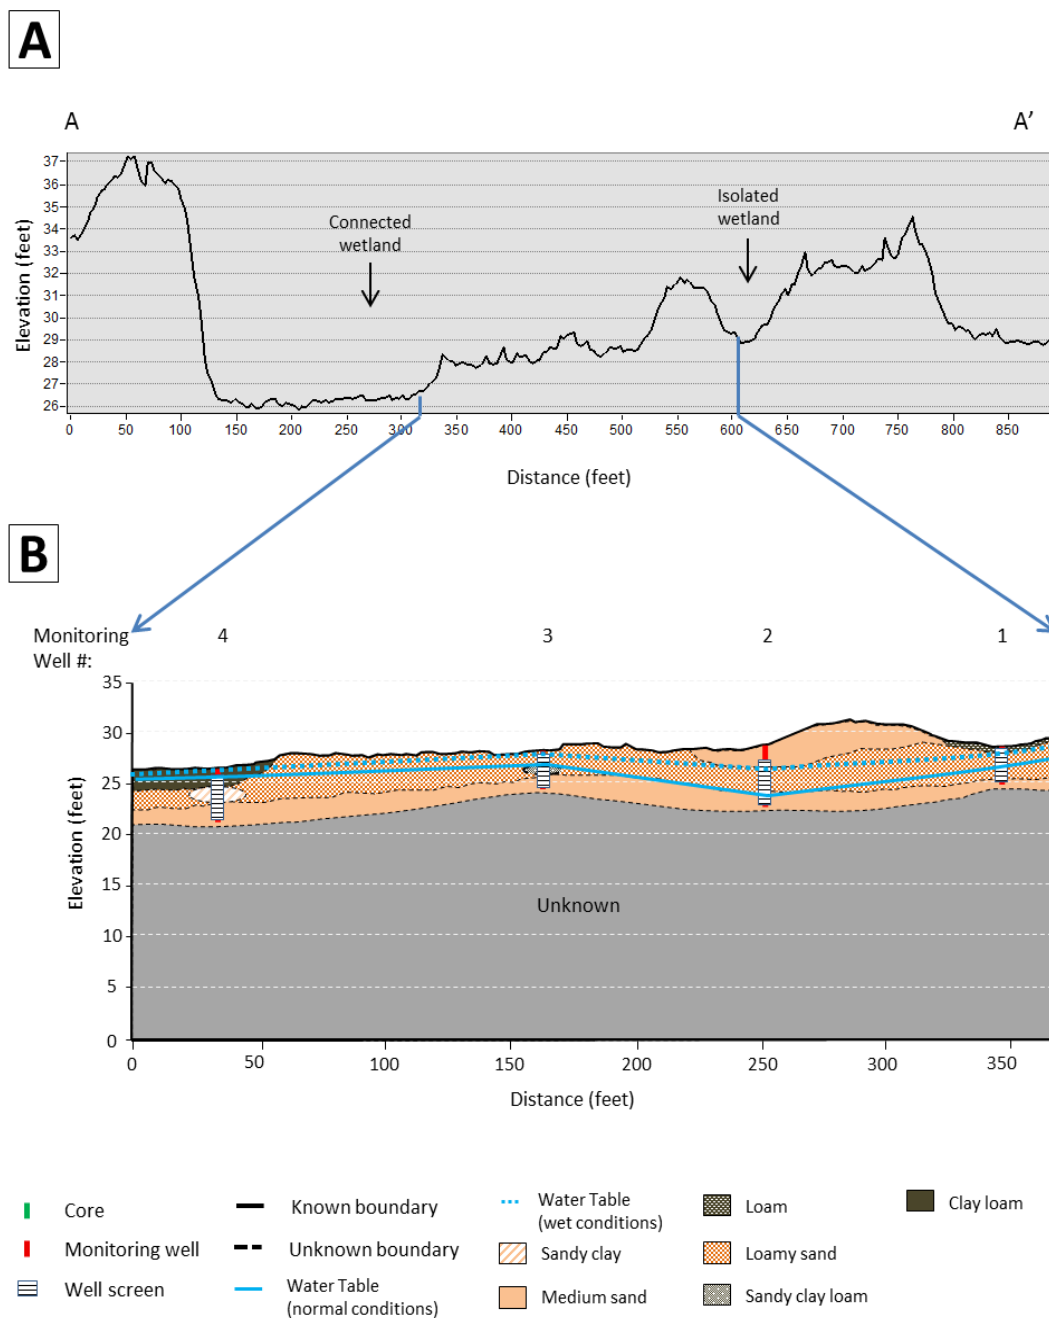 A
A A'
37
36
35
34
33
32
31
30
29
28
27
26
Elevation (feet)
Connected
wetland
Isolated
wetland
0 50 100 150 200 250 300 350 400 450 500 550 600 650 700 750 800 850
Distance (feet)
B
Monitoring
Well #:
4 3 2 1
35
30
25
20
15
10
5
0
Elevation (feet)
Unknown
0 50 100 150 200 250 300 350
Distance (feet)
Core
Monitoring well
Well screen
Known boundary
Unknown boundary
Water Table
(normal conditions)
Water Table
(wet conditions)
Sandy clay
Medium sand
Loam
Loamy sand
Sandy clay loam
Clay loam